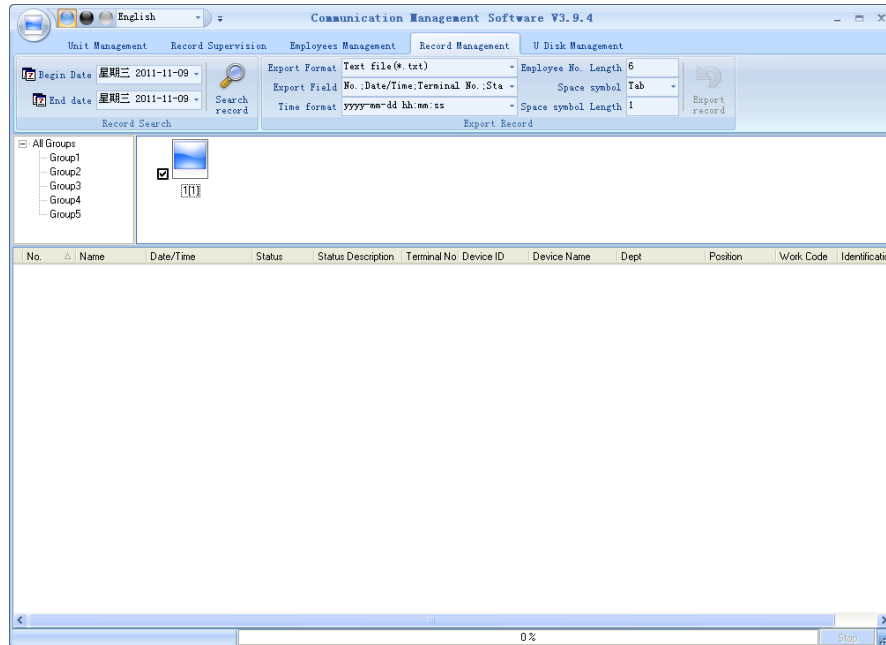 English Communication Management Software V3.9.4
Unit Management Record Supervision Employees Management Record Management U Disk Management
Begin Date 星期三 2011-11-09 Export Format Text file(*.txt) Employee No. Length 6
End date 星期三 2011-11-09 Search record Export Field No.;Date/Time;Terminal No.;Sta Space symbol Tab Export record
Time format yyyy-mm-dd hh:mm:ss Space symbol Length 1
Record Search Export Record
All Groups
Group1
Group2
Group3
Group4
Group5
1[1]
No. Name Date/Time Status Status Description Terminal No Device ID Device Name Dept Position Work Code Identificatio
0% Stop